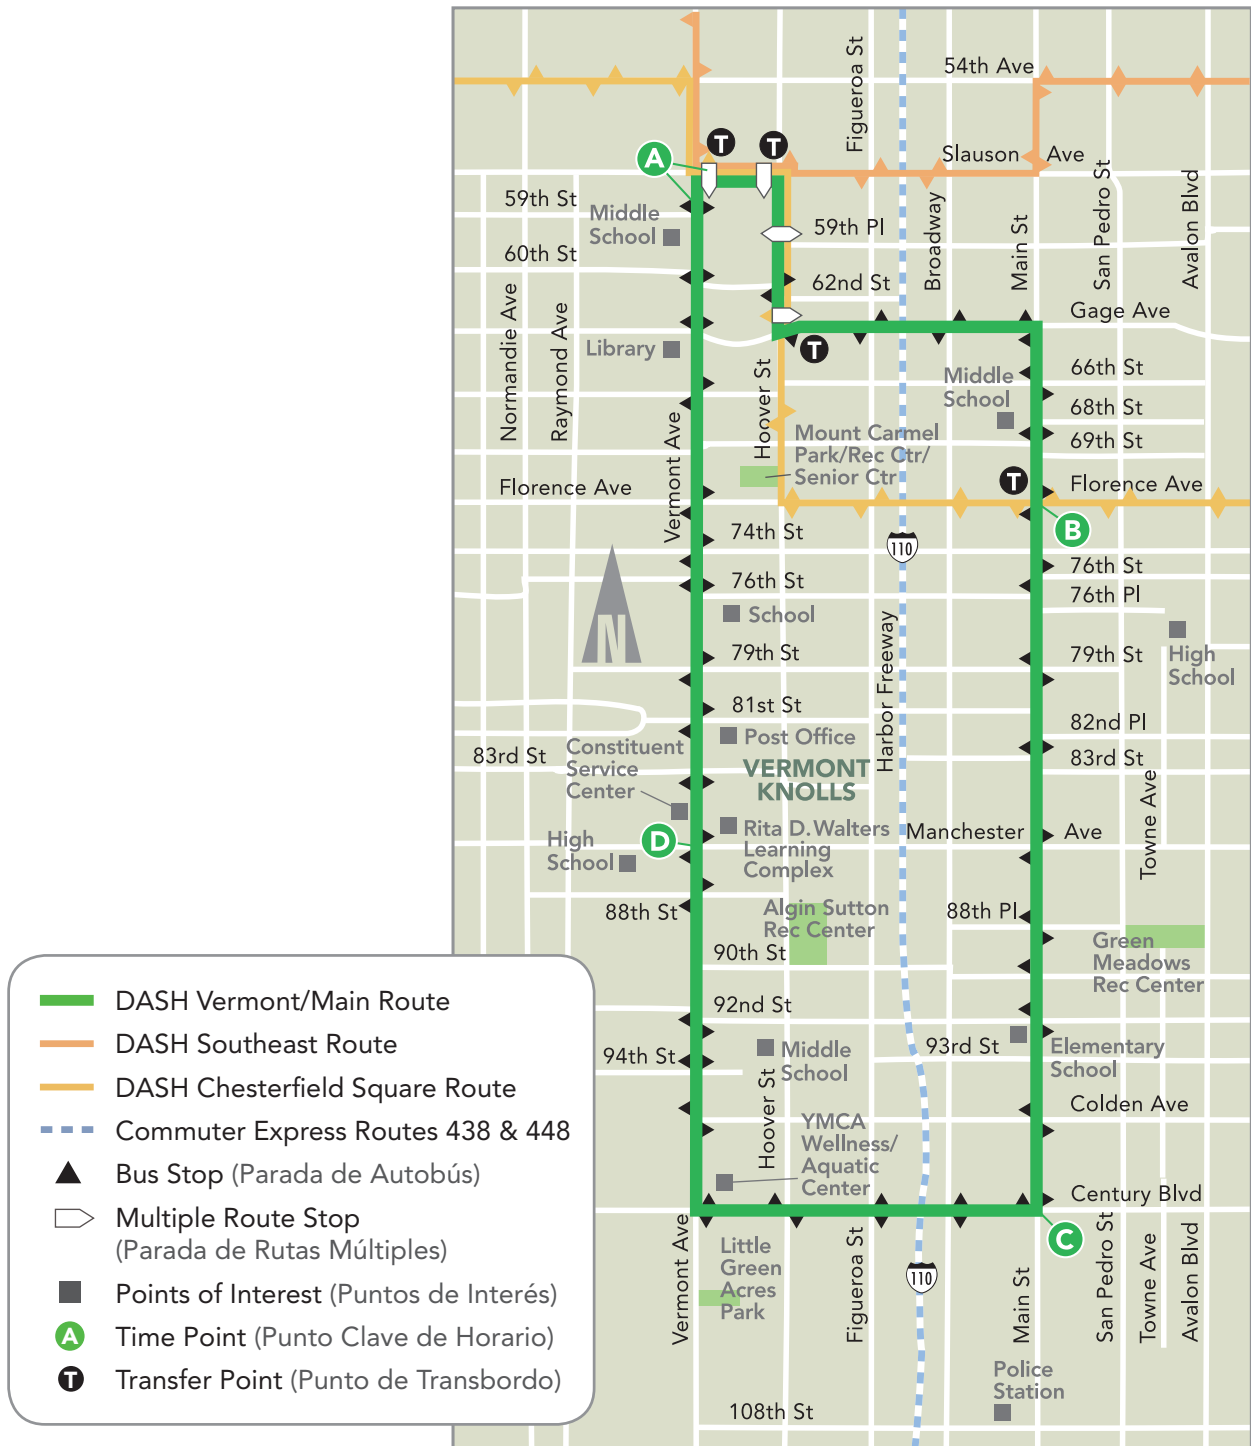 54th Ave
Figueroa St
T
T
A
Slauson
Ave
59th St
Middle
School
59th Pl
60th St
62nd St
Broadway
Main St
San Pedro St
Avalon Blvd
Gage Ave
Normandie Ave
Raymond Ave
Library
T
Hoover St
Middle
School
66th St
68th St
69th St
Vermont Ave
Mount Carmel
Park/Rec Ctr/
Senior Ctr
Florence Ave
T
Florence Ave
B
74th St
110
76th St
76th St
76th Pl
N
School
79th St
79th St
High
School
Harbor Freeway
81st St
82nd Pl
Post Office
83rd St
Constituent
Service
Center
VERMONT
KNOLLS
83rd St
Towne Ave
Rita D. Walters
Learning
Complex
Manchester
Ave
D
High
School
88th St
Algin Sutton
Rec Center
88th Pl
90th St
Green
Meadows
Rec Center
92nd St
94th St
Middle
School
93rd St
Elementary
School
Hoover St
Colden Ave
YMCA
Wellness/
Aquatic
Center
Century Blvd
C
Vermont Ave
Little
Green
Acres
Park
Figueroa St
110
Main St
San Pedro St
Towne Ave
Avalon Blvd
Police
Station
108th St
DASH Vermont/Main Route
DASH Southeast Route
DASH Chesterfield Square Route
Commuter Express Routes 438 & 448
Bus Stop (Parada de Autobús)
Multiple Route Stop
(Parada de Rutas Múltiples)
Points of Interest (Puntos de Interés)
A Time Point (Punto Clave de Horario)
T Transfer Point (Punto de Transbordo)